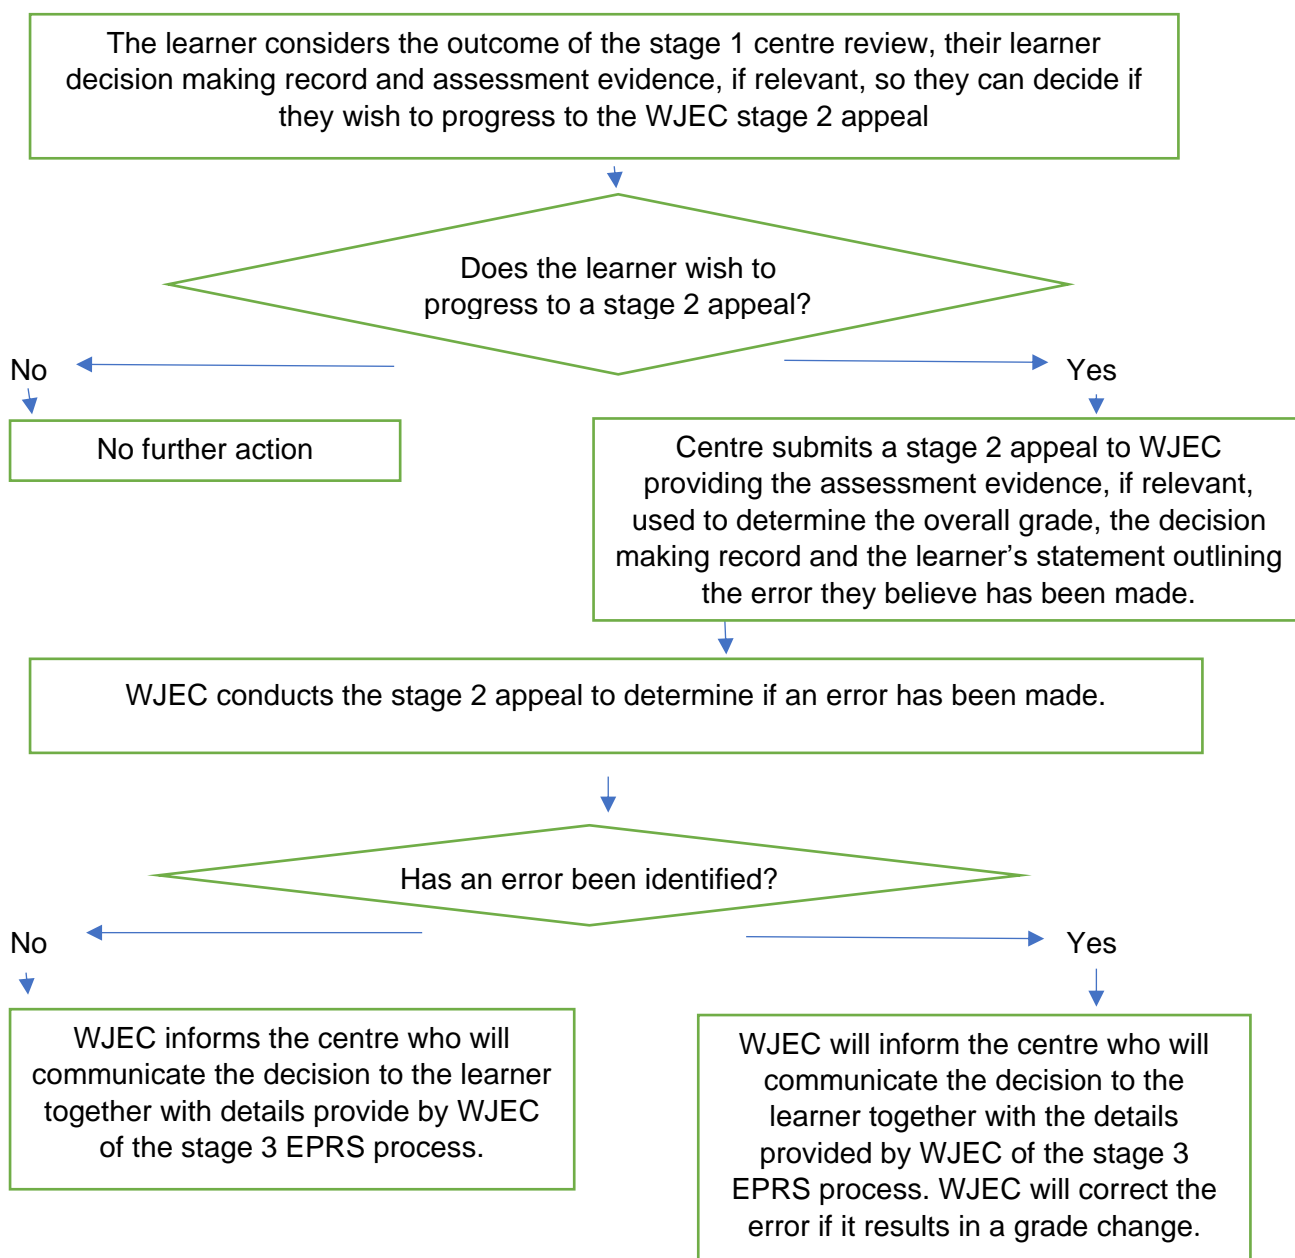 The learner considers the outcome of the stage 1 centre review, their learner
decision making record and assessment evidence, if relevant, so they can decide if
they wish to progress to the WJEC stage 2 appeal
Does the learner wish to
progress to a stage 2 appeal?
No
Yes
No further action
Centre submits a stage 2 appeal to WJEC
providing the assessment evidence, if relevant,
used to determine the overall grade, the decision
making record and the learner’s statement outlining
the error they believe has been made.
WJEC conducts the stage 2 appeal to determine if an error has been made.
Has an error been identified?
No
Yes
WJEC informs the centre who will
communicate the decision to the learner
together with details provide by WJEC
of the stage 3 EPRS process.
WJEC will inform the centre who will
communicate the decision to the
learner together with the details
provided by WJEC of the stage 3
EPRS process. WJEC will correct the
error if it results in a grade change.